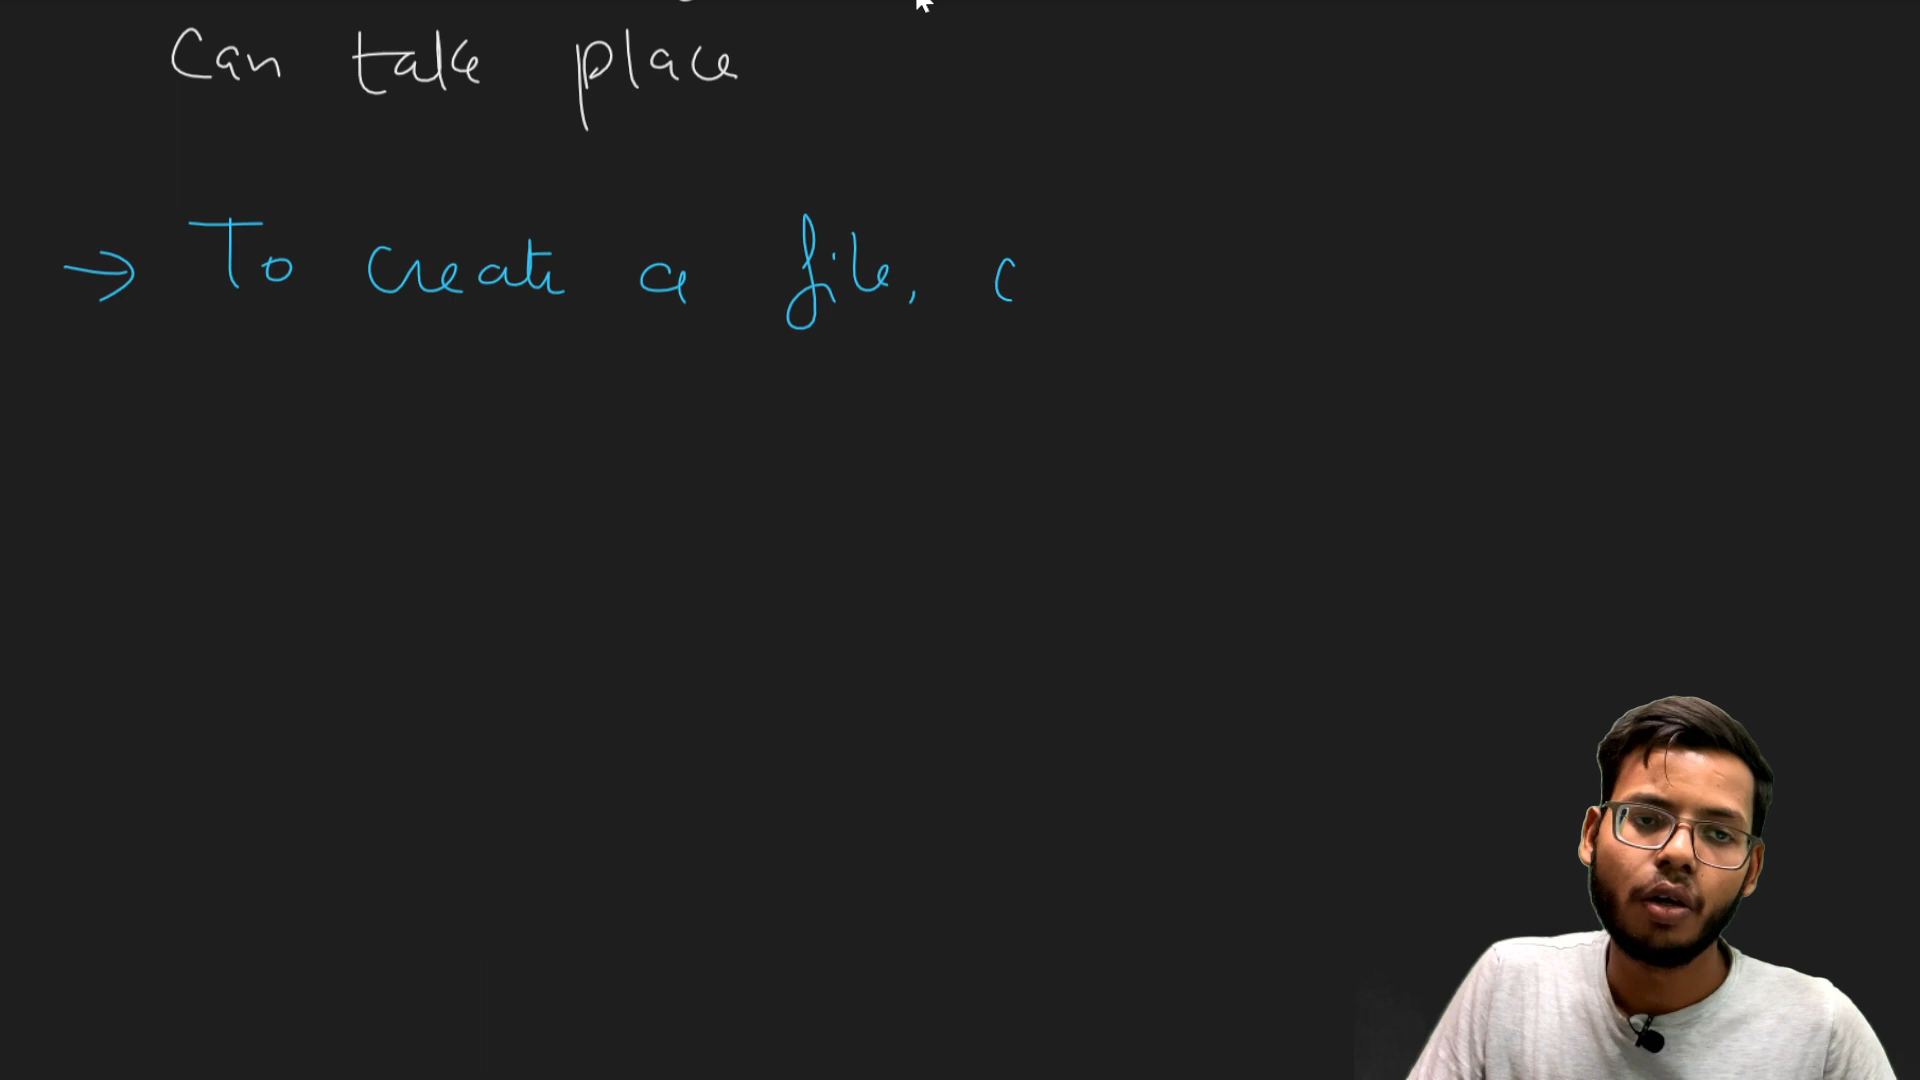 Can take place
→ To create a file, c